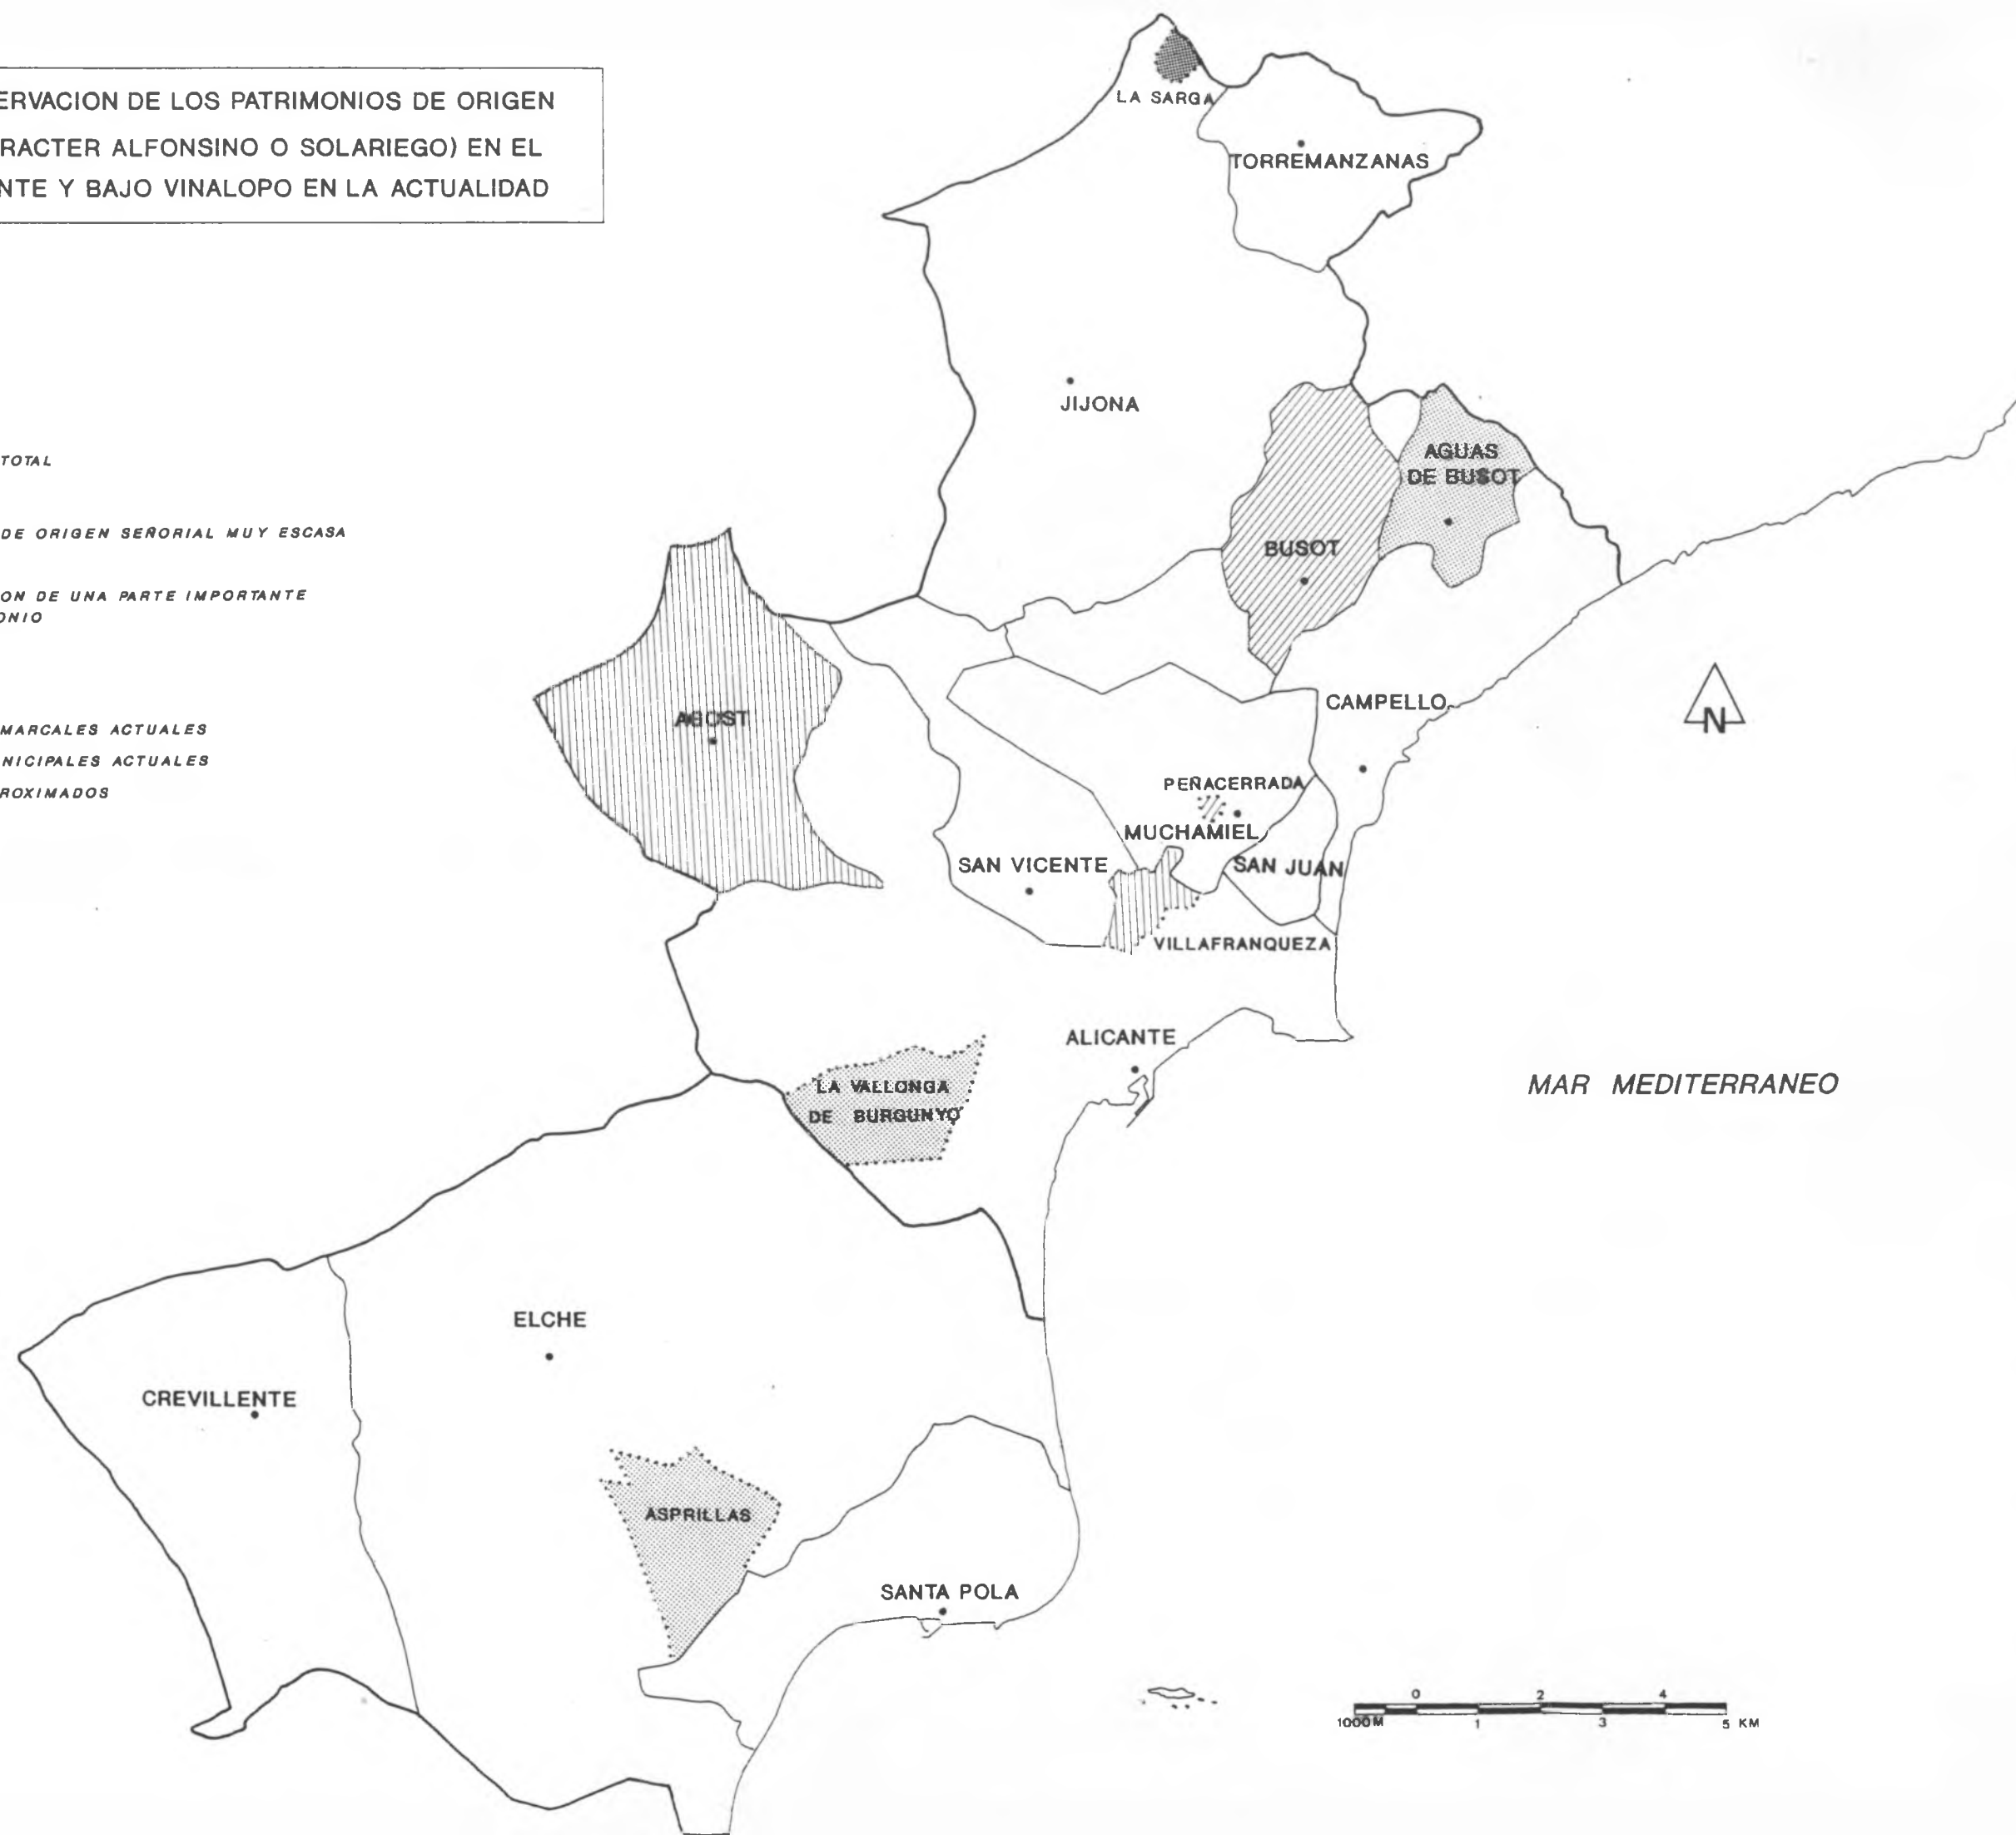 ERVACION DE LOS PATRIMONIOS DE ORIGEN
RACTER ALFONSINO O SOLARIEGO) EN EL
NTE Y BAJO VINALOPO EN LA ACTUALIDAD
TOTAL
DE ORIGEN SEÑORIAL MUY ESCASA
ON DE UNA PARTE IMPORTANTE
ONIO
MARCALES ACTUALES
NICIPALES ACTUALES
ROXIMADOS
LA SARGA
TORREMANZANAS
JIJONA
AGUAS
DE BUSOT
BUSOT
AGOST
CAMPELLO
N
PEÑACERRADA
MUCHAMIEL
SAN VICENTE
SAN JUAN
VILLAFRANQUEZA
ALICANTE
LA VALLONGA
DE BURGUNYO
MAR MEDITERRANEO
ELCHE
CREVILLENTE
ASPRILLAS
SANTA POLA
0 2 4
1000 M 1 3 5 KM